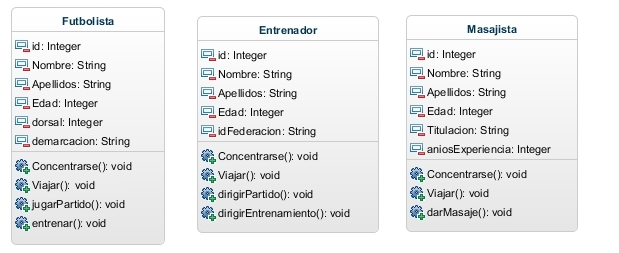 Futbolista
id: Integer
Nombre: String
Apellidos: String
Edad: Integer
dorsal: Integer
demarcacion: String
Concentrarse(): void
Viajar(): void
jugarPartido(): void
entrenar(): void
Entrenador
id: Integer
Nombre: String
Apellidos: String
Edad: Integer
idFederacion: String
Concentrarse(): void
Viajar(): void
dirigirPartido(): void
dirigirEntrenamiento(): void
Masajista
id: Integer
Nombre: String
Apellidos: String
Edad: Integer
Titulacion: String
aniosExperiencia: Integer
Concentrarse(): void
Viajar(): void
darMasaje(): void